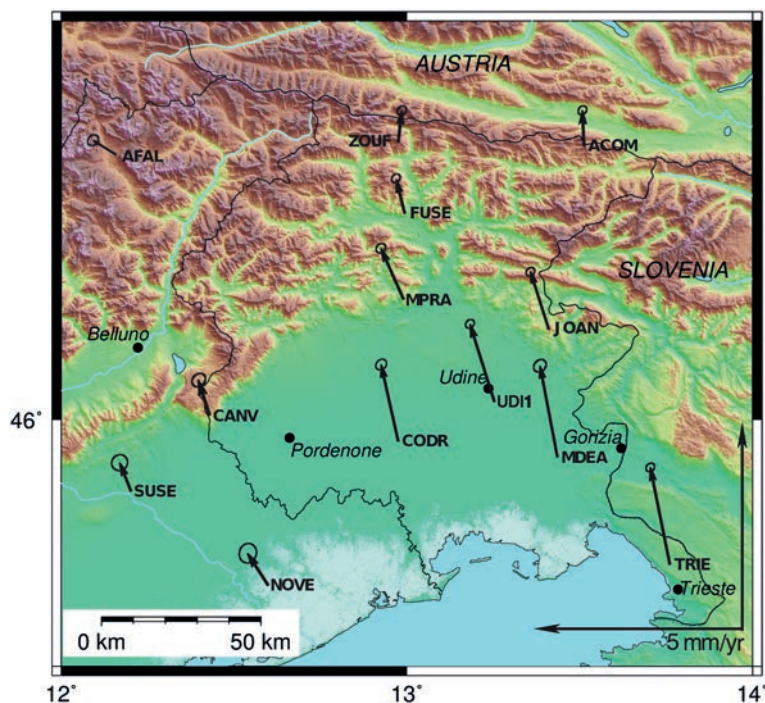 AUSTRIA
ZOUF
ACOM
AFAL
FUSE
SLOVENIA
MPRA
JOAN
Belluno
Udine
UDI1
CANV
46°
Gorizia
CODR
Pordenone
MDEA
SUSE
TRIE
NOVE
Trieste
0 km 50 km
5 mm/yr
12° 13° 14°